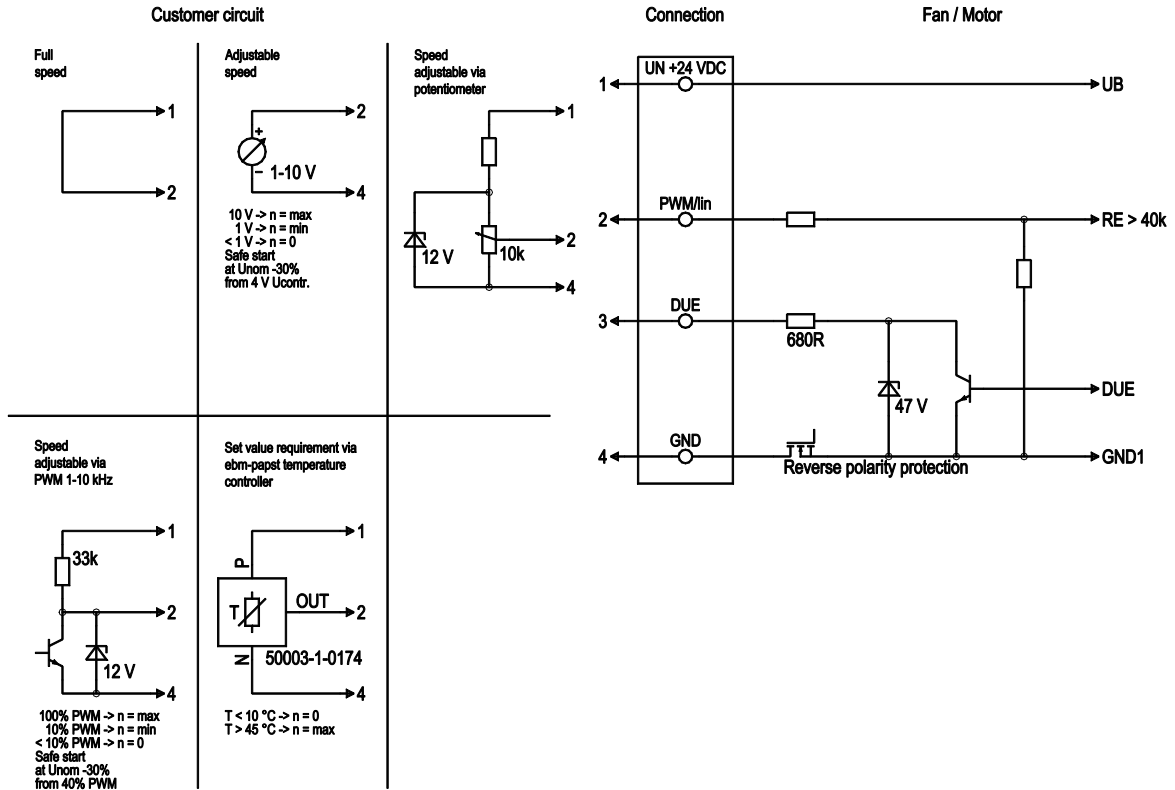 Customer circuit
Connection
Fan / Motor
Full
speed
1
2
Adjustable
speed
2
+
–
1-10 V
4
10 V -> n = max
1 V -> n = min
< 1 V -> n = 0
Safe start
at Unom -30%
from 4 V Ucontr.
Speed
adjustable via
potentiometer
1
12 V
10k
2
4
Speed
adjustable via
PWM 1-10 kHz
1
33k
2
12 V
4
100% PWM -> n = max
10% PWM -> n = min
< 10% PWM -> n = 0
Safe start
at Unom -30%
from 40% PWM
Set value requirement via
ebm-papst temperature
controller
1
P
T
OUT
2
N
50003-1-0174
4
T < 10 °C -> n = 0
T > 45 °C -> n = max
UN +24 VDC
1
UB
PWM/lin
2
RE > 40k
DUE
3
680R
47 V
DUE
GND
4
GND1
Reverse polarity protection